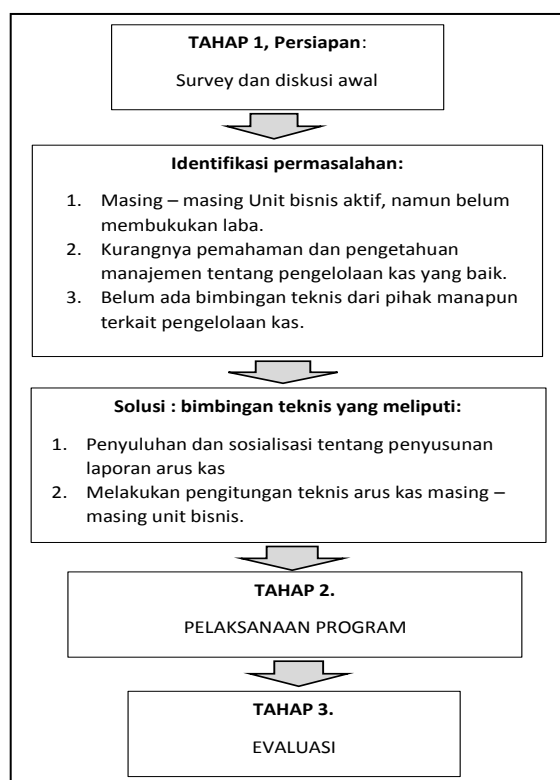 TAHAP 1, Persiapan:
Survey dan diskusi awal
Identifikasi permasalahan:
1. Masing – masing Unit bisnis aktif, namun belum
membukukan laba.
2. Kurangnya pemahaman dan pengetahuan
manajemen tentang pengelolaan kas yang baik.
3. Belum ada bimbingan teknis dari pihak manapun
terkait pengelolaan kas.
Solusi : bimbingan teknis yang meliputi:
1. Penyuluhan dan sosialisasi tentang penyusunan
laporan arus kas
2. Melakukan pengitungan teknis arus kas masing –
masing unit bisnis.
TAHAP 2.
PELAKSANAAN PROGRAM
TAHAP 3.
EVALUASI